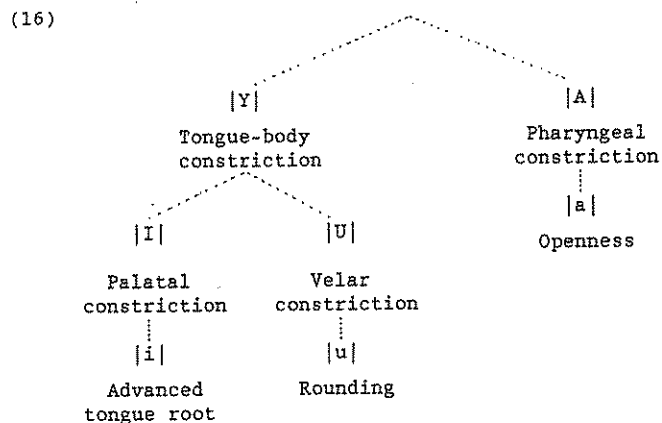 (16)
|Y| |A|
Tongue-body Pharyngeal
constriction constriction
|a|
|I| |U| Openness
Palatal Velar
constriction constriction
|i| |u|
Advanced Rounding
tongue root